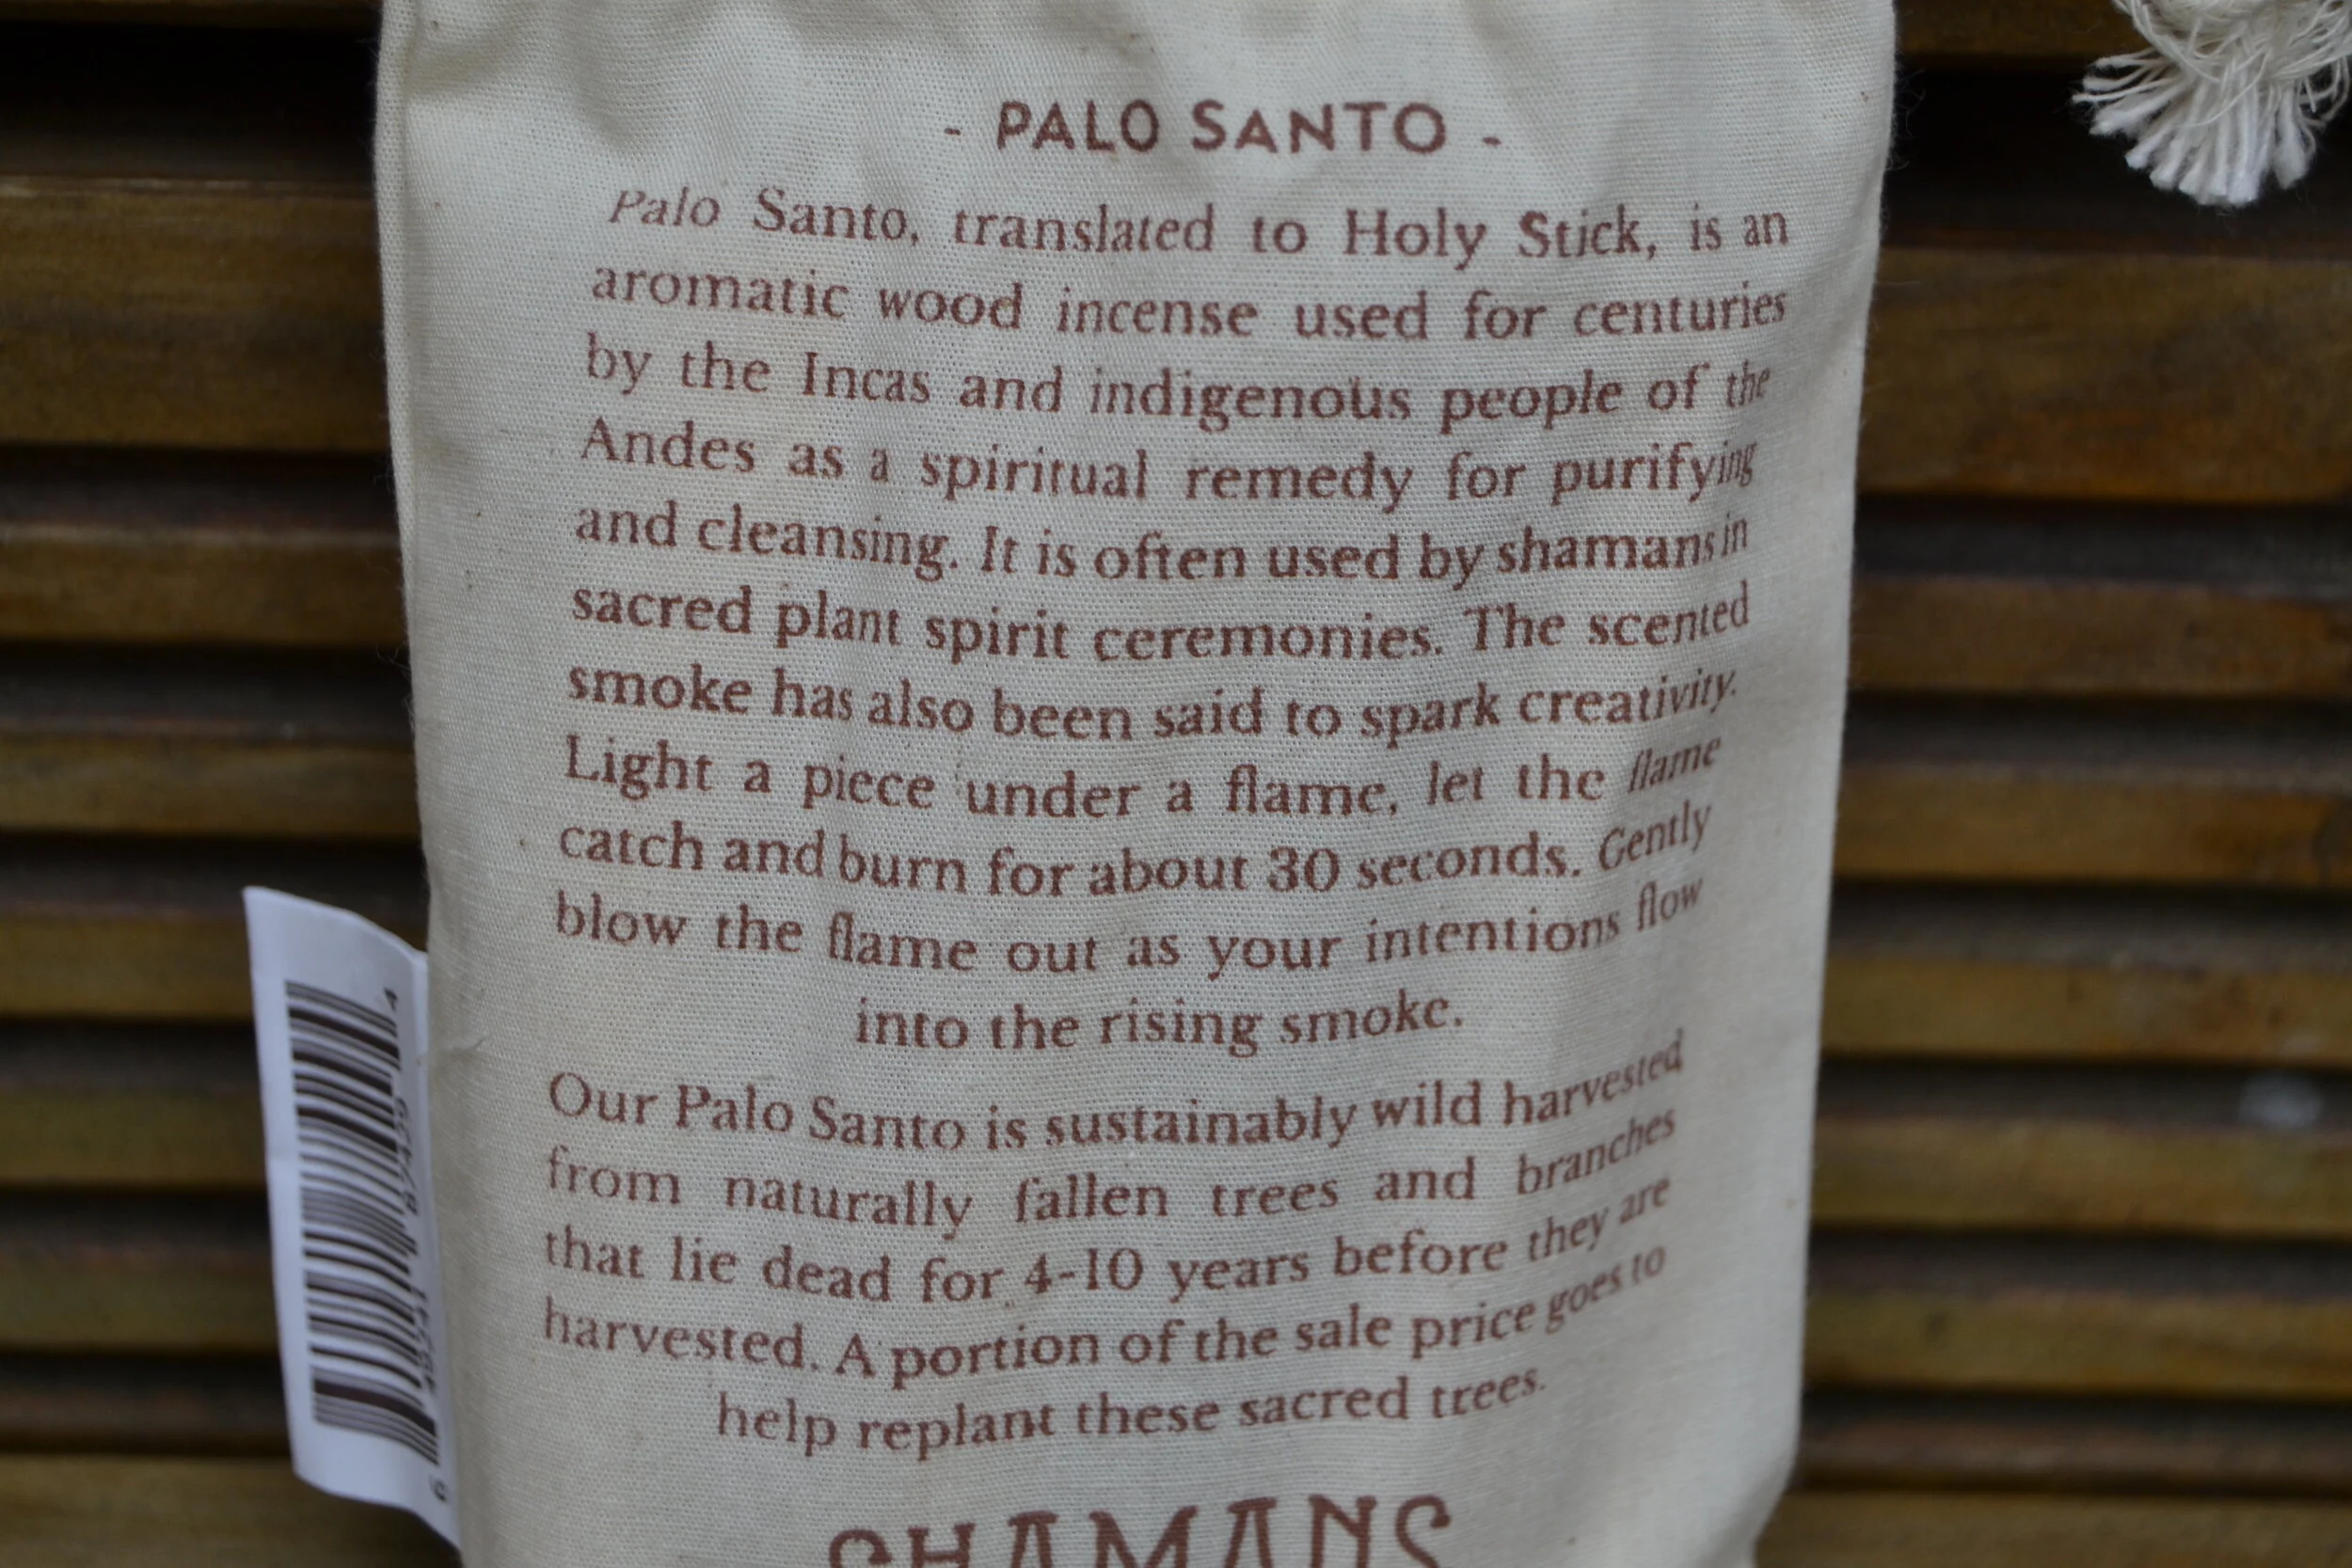 - PALO SANTO -
Palo Santo, translated to Holy Stick, is an
aromatic wood incense used for centuries
by the Incas and indigenous people of the
Andes as a spiritual remedy for purifying
and cleansing. It is often used by shamans in
sacred plant spirit ceremonies. The scented
smoke has also been said to spark creativity.
Light a piece under a flame, let the flame
catch and burn for about 30 seconds. Gently
blow the flame out as your intentions flow
into the rising smoke.
Our Palo Santo is sustainably wild harvested
from naturally fallen trees and branches
that lie dead for 4-10 years before they are
harvested. A portion of the sale price goes to
help replant these sacred trees.
SHAMANS